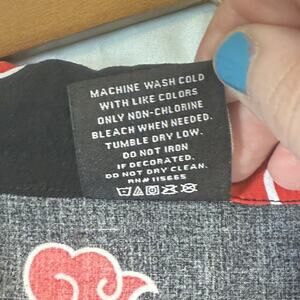 MACHINE WASH COLD
WITH LIKE COLORS
ONLY NON-CHLORINE
BLEACH WHEN NEEDED.
TUMBLE DRY LOW.
DO NOT IRON
IF DECORATED.
DO NOT DRY CLEAN.
RN# 115665